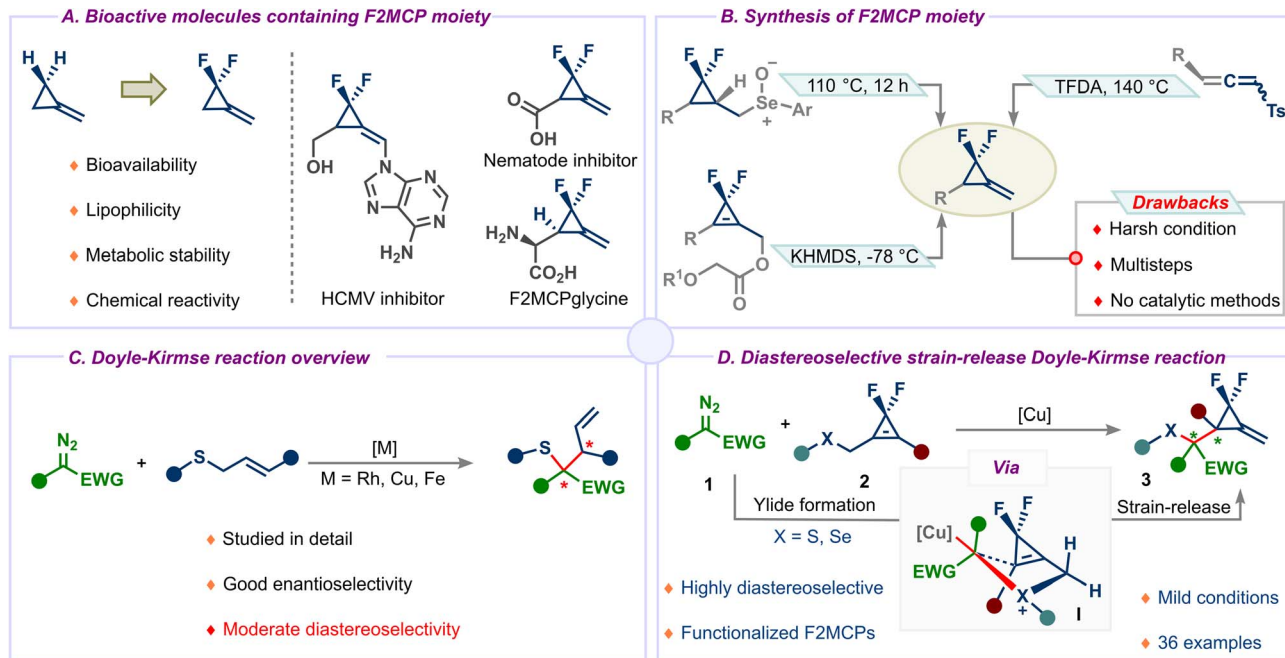 A. Bioactive molecules containing F2MCP moiety
H
H
F
F
Bioavailability
Lipophilicity
Metabolic stability
Chemical reactivity
F
F
OH
N
N
N
N
N
NH2
HCMV inhibitor
F
F
O
OH
Nematode inhibitor
F
F
H
H2N
CO2H
F2MCPglycine
B. Synthesis of F2MCP moiety
F
F
H
O-
R
Se
+
Ar
110 °C, 12 h
TFDA, 140 °C
R
C
Ts
F
F
R
F
F
R
O
R1O
O
KHMDS, -78 °C
Drawbacks
Harsh condition
Multisteps
No catalytic methods
C. Doyle-Kirmse reaction overview
N2
EWG
+
S
[M]
M = Rh, Cu, Fe
S
*
*
EWG
Studied in detail
Good enantioselectivity
Moderate diastereoselectivity
D. Diastereoselective strain-release Doyle-Kirmse reaction
N2
EWG
1
+
F
F
X
2
[Cu]
F
F
X
*
*
EWG
3
Via
Ylide formation
X = S, Se
Strain-release
F
F
[Cu]
EWG
H
H
X
+
I
Highly diastereoselective
Functionalized F2MCPs
Mild conditions
36 examples